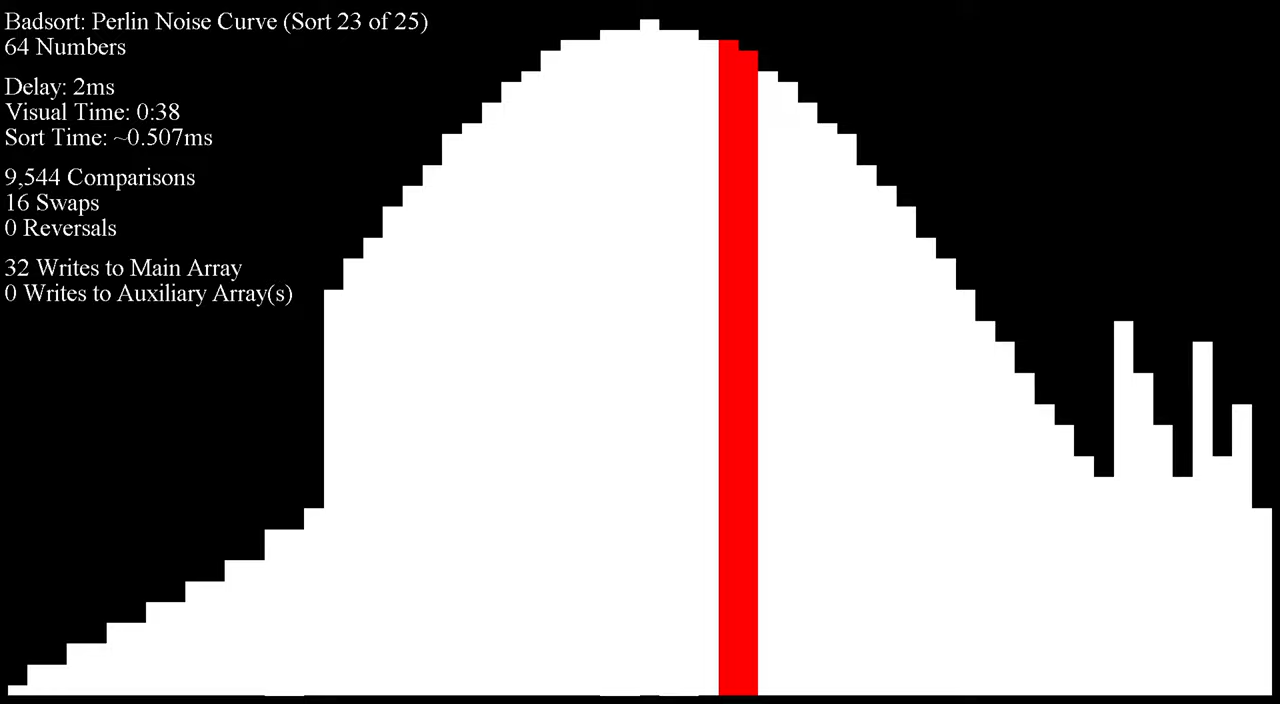 Badsort: Perlin Noise Curve (Sort 23 of 25)
64 Numbers
Delay: 2ms
Visual Time: 0:38
Sort Time: ~0.507ms
9,544 Comparisons
16 Swaps
0 Reversals
32 Writes to Main Array
0 Writes to Auxiliary Array(s)